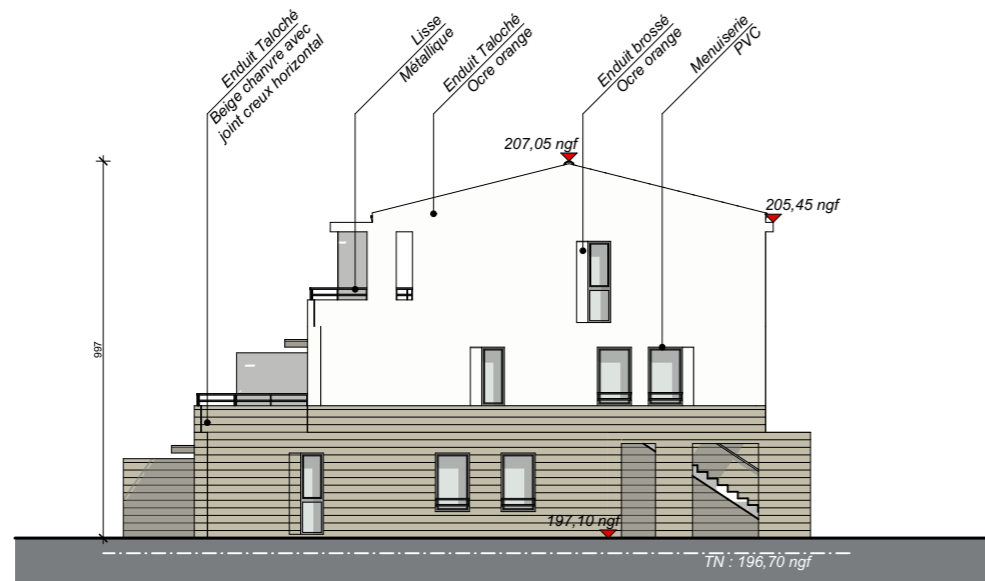 Enduit Taloché
Beige chanvre avec
joint creux horizontal
Lisse
Métallique
Enduit Taloché
Ocre orange
Enduit brossé
Ocre orange
Menuiserie
PVC
207,05 ngf
205,45 ngf
997
197,10 ngf
TN : 196,70 ngf